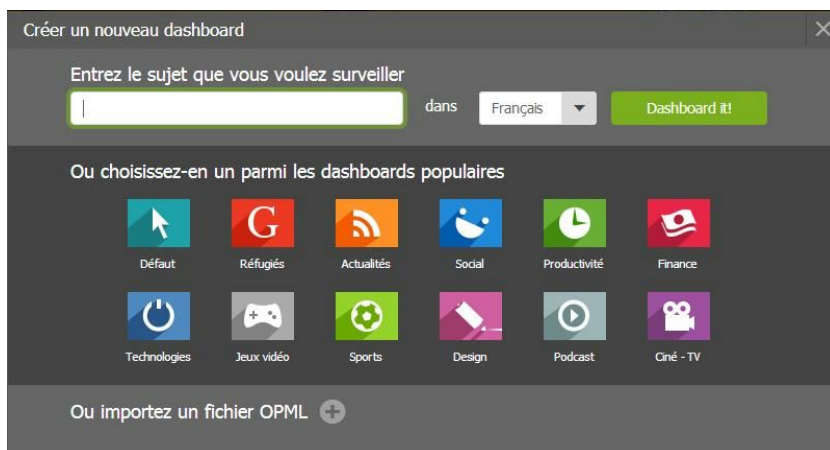 Créer un nouveau dashboard
Entrez le sujet que vous voulez surveiller
dans Français Dashboard it!
Ou choisissez-en un parmi les dashboards populaires
G
Défaut Réfugiés Actualités Social Productivité Finance
Technologies Jeux vidéo Sports Design Podcast Ciné - TV
Ou importez un fichier OPML